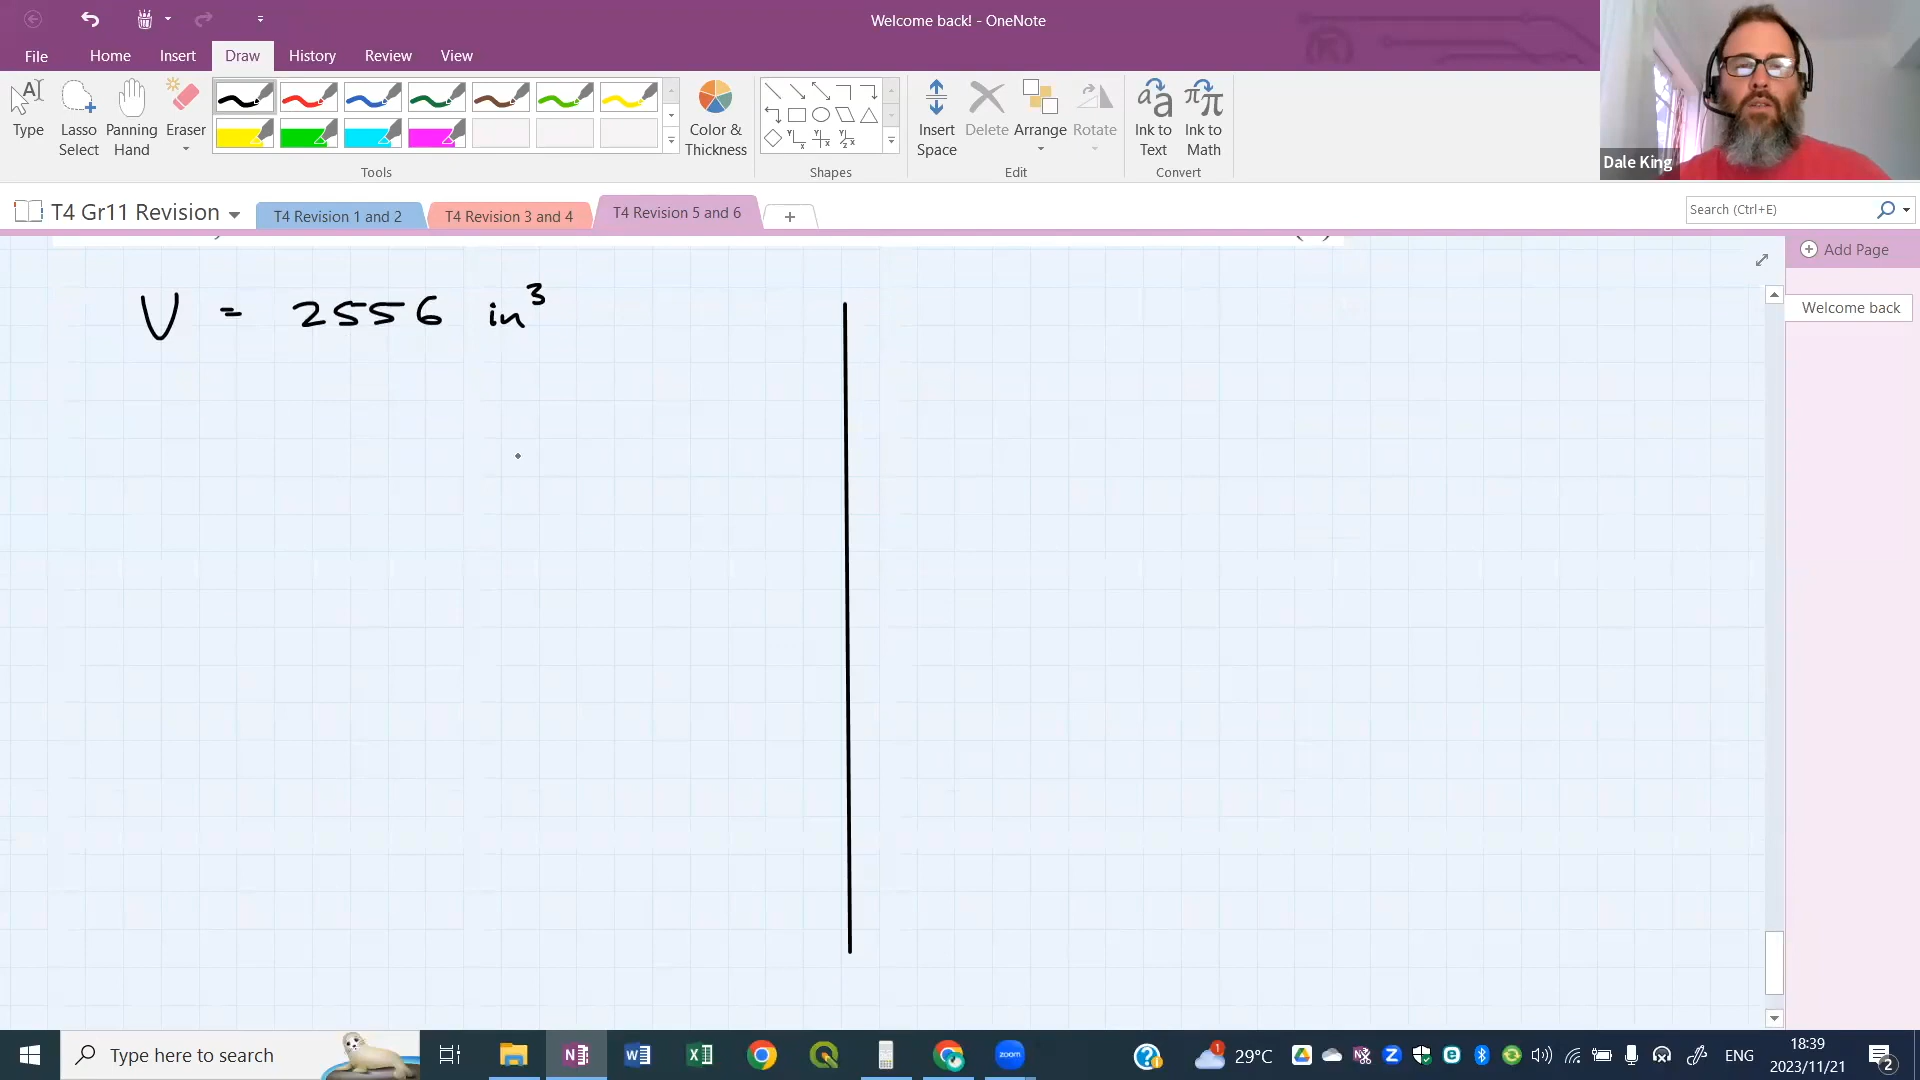 Welcome back! - OneNote
File Home Insert Draw History Review View
Type
Lasso Select
Panning Hand
Eraser
Color & Thickness
Insert Space
Delete
Arrange
Rotate
Ink to Text
Ink to Math
Tools
Shapes
Edit
Convert
Dale King
T4 Gr11 Revision
T4 Revision 1 and 2
T4 Revision 3 and 4
T4 Revision 5 and 6
Search (Ctrl+E)
Add Page
Welcome back
V = 2556 in³
Type here to search
zoom
29°C
ENG
18:39
2023/11/21
2